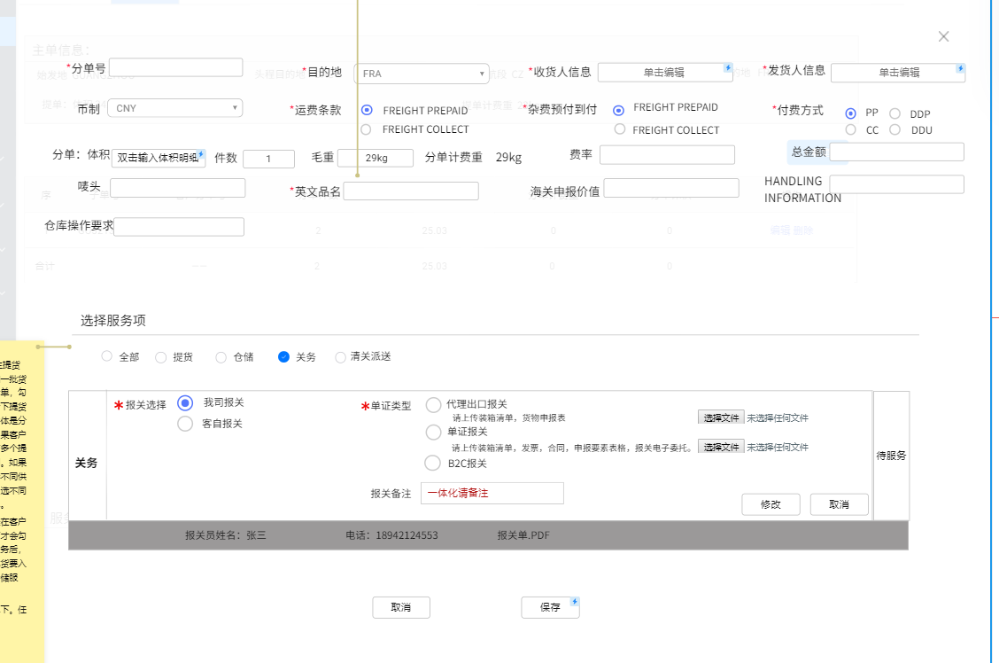 主单信息：
*分单号
*目的地 FRA
*收货人信息 单击编辑
*发货人信息 单击编辑
币制 CNY
*运费条款 FREIGHT PREPAID
FREIGHT COLLECT
*杂费预付到付 FREIGHT PREPAID
FREIGHT COLLECT
*付费方式 PP DDP
CC DDU
分单：体积 双击输入体积明细 件数 1 毛重 29kg 分单计费重 29kg 费率 总金额
唛头 *英文品名 海关申报价值 HANDLING
INFORMATION
仓库操作要求
2 25.03 0 0 编辑 删除
合计 —— 2 25.03 0 0
选择服务项
全部 提货 仓储 关务 清关派送
关务
*报关选择 我司报关
客自报关
*单证类型 代理出口报关
请上传装箱清单，货物申报表 选择文件 未选择任何文件
单证报关
请上传装箱清单，发票，合同，申报要素表格，报关电子委托。 选择文件 未选择任何文件
B2C报关
报关备注 一体化请备注
修改 取消
待服务
报关员姓名：张三 电话：18942124553 报关单.PDF
取消 保存
主提货
一批货
单，勾
下提货
体是分
果客户
多个提
。如果
不同供
选不同
。
在客户
才会勾
务后，
货要入
储服
下。任